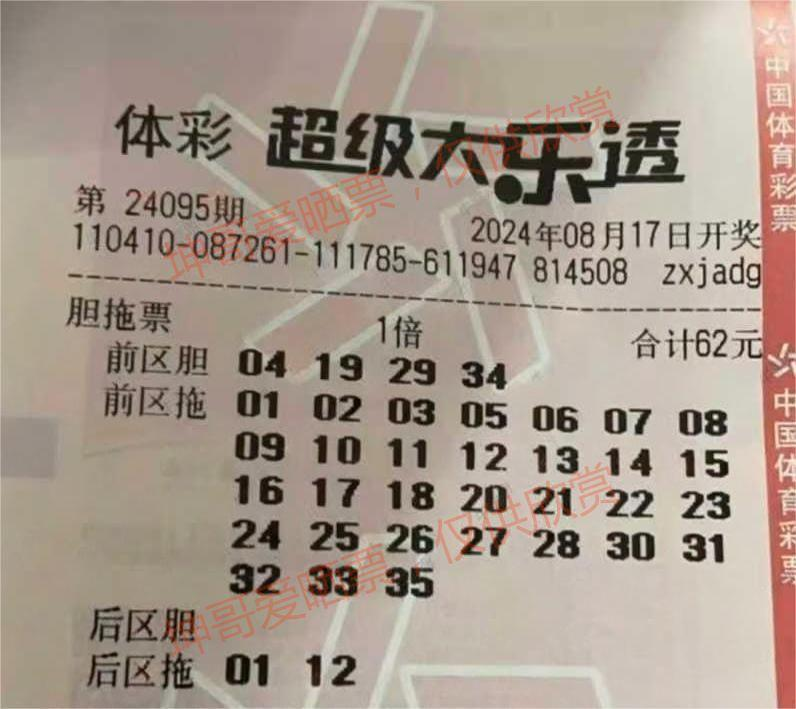 体彩 超级大乐透
第 24095期
2024年08月17日开奖
110410-087261-111785-611947 814508 zxjadg
胆拖票 1倍 合计62元
前区胆 04 19 29 34
前区拖 01 02 03 05 06 07 08
09 10 11 12 13 14 15
16 17 18 20 21 22 23
24 25 26 27 28 30 31
32 33 35
后区胆
后区拖 01 12
中国体育彩票
中国体育彩票
坤哥爱晒票，仅供欣赏
坤哥爱晒票，仅供欣赏